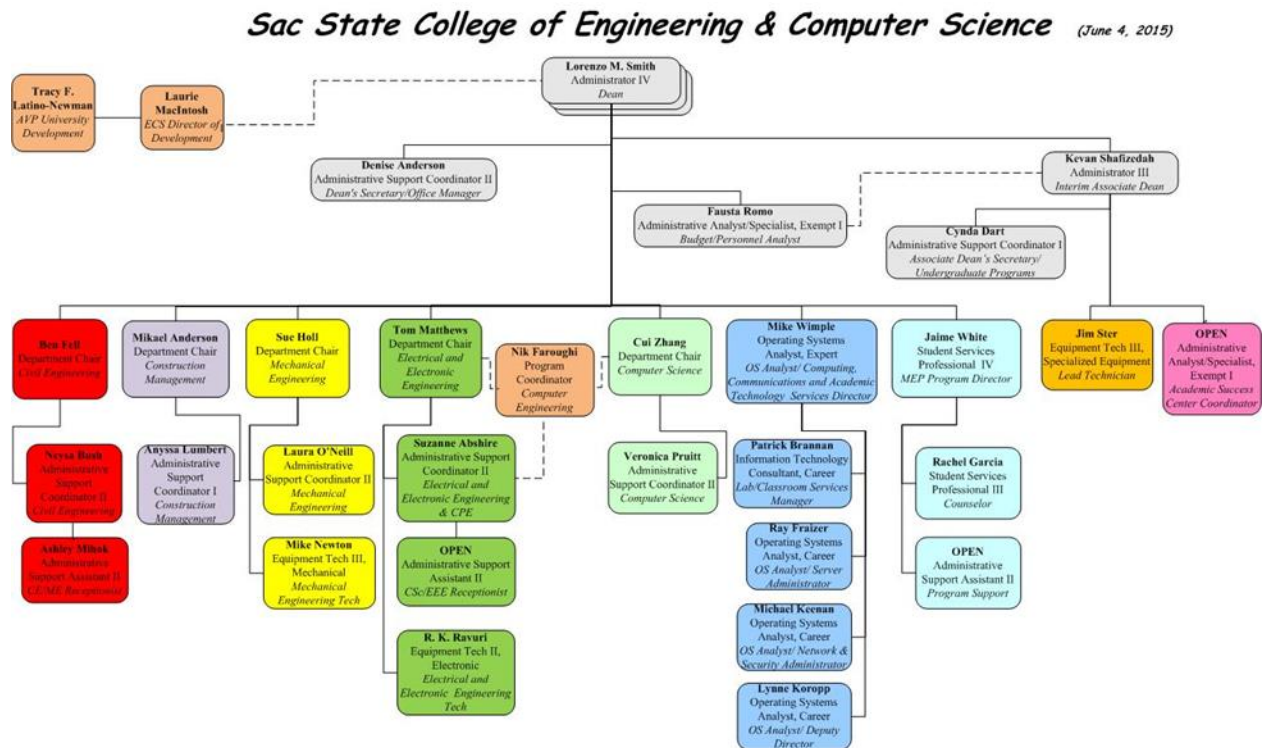 Sac State College of Engineering & Computer Science (June 4, 2015)
Lorenzo M. Smith
Administrator IV
Dean
Tracy F.
Latino-Newman
AVP University
Development
Laurie
MacIntosh
ECS Director of
Development
Denise Anderson
Administrative Support Coordinator II
Dean's Secretary/Office Manager
Kevan Shafizedah
Administrator III
Interim Associate Dean
Fausta Romo
Administrative Analyst/Specialist, Exempt I
Budget/Personnel Analyst
Cynda Dart
Administrative Support Coordinator I
Associate Dean's Secretary/
Undergraduate Programs
Ben Fell
Department Chair
Civil Engineering
Mikael Anderson
Department Chair
Construction
Management
Sue Holl
Department Chair
Mechanical
Engineering
Tom Matthews
Department Chair
Electrical and
Electronic
Engineering
Nik Faroughi
Program
Coordinator
Computer
Engineering
Cui Zhang
Department Chair
Computer Science
Mike Wimple
Operating Systems
Analyst, Expert
OS Analyst/ Computing,
Communications and Academic
Technology Services Director
Jaime White
Student Services
Professional IV
MEP Program Director
Jim Ster
Equipment Tech III,
Specialized Equipment
Lead Technician
OPEN
Administrative
Analyst/Specialist,
Exempt I
Academic Success
Center Coordinator
Neysa Bush
Administrative
Support
Coordinator II
Civil Engineering
Anyssa Lumbert
Administrative
Support
Coordinator I
Construction
Management
Laura O'Neill
Administrative
Support Coordinator II
Mechanical
Engineering
Suzanne Abshire
Administrative Support
Coordinator II
Electrical and
Electronic Engineering
& CPE
Veronica Pruitt
Administrative
Support Coordinator II
Computer Science
Patrick Brannan
Information Technology
Consultant, Career
Lab/Classroom Services
Manager
Rachel Garcia
Student Services
Professional III
Counselor
Ashley Mihok
Administrative
Support Assistant II
CE/ME Receptionist
Mike Newton
Equipment Tech III,
Mechanical
Mechanical
Engineering Tech
OPEN
Administrative Support
Assistant II
CSc/EEE Receptionist
Ray Fraizer
Operating Systems
Analyst, Career
OS Analyst/ Server
Administrator
OPEN
Administrative
Support Assistant II
Program Support
R. K. Ravuri
Equipment Tech II,
Electronic
Electrical and
Electronic Engineering
Tech
Michael Keenan
Operating Systems
Analyst, Career
OS Analyst/ Network &
Security Administrator
Lynne Koropp
Operating Systems
Analyst, Career
OS Analyst/ Deputy
Director